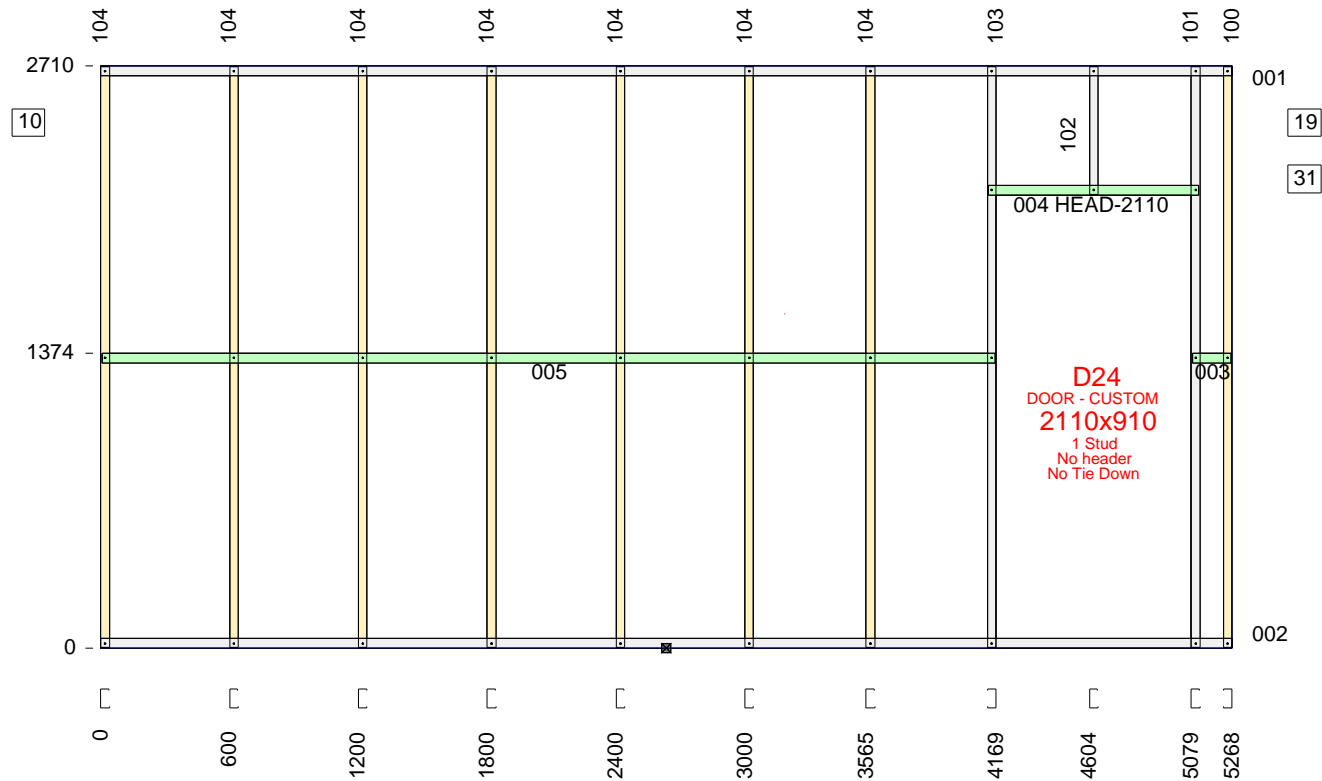 104 104 104 104 104 104 104 103 101 100
2710
001
10
19
102
31
004 HEAD-2110
1374
005
003
D24
DOOR - CUSTOM
2110x910
1 Stud
No header
No Tie Down
002
0
0 600 1200 1800 2400 3000 3565 4169 4604 5079 5268